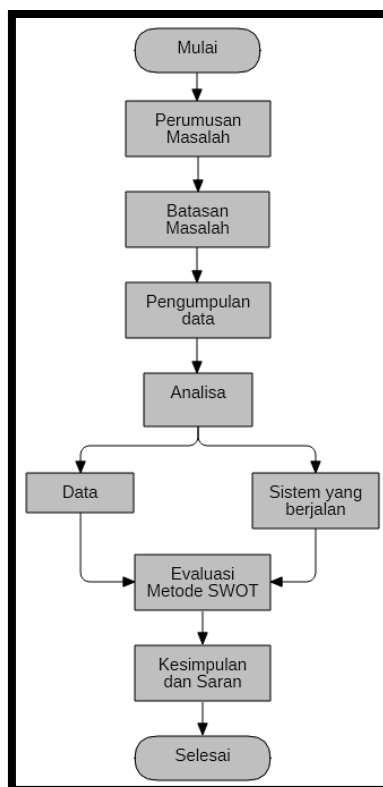 Mulai
Perumusan
Masalah
Batasan
Masalah
Pengumpulan
data
Analisa
Data
Sistem yang
berjalan
Evaluasi
Metode SWOT
Kesimpulan
dan Saran
Selesai